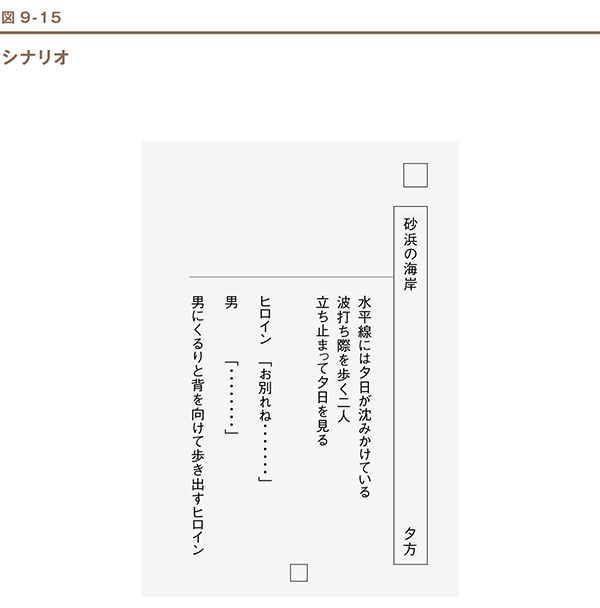 図9-15
シナリオ
砂浜の海岸 夕方
水平線には夕日が沈みかけている
波打ち際を歩く二人
立ち止まって夕日を見る
ヒロイン 「お別れね・・・・・・・」
男 「・・・・・・・・」
男にくるりと背を向けて歩き出すヒロイン